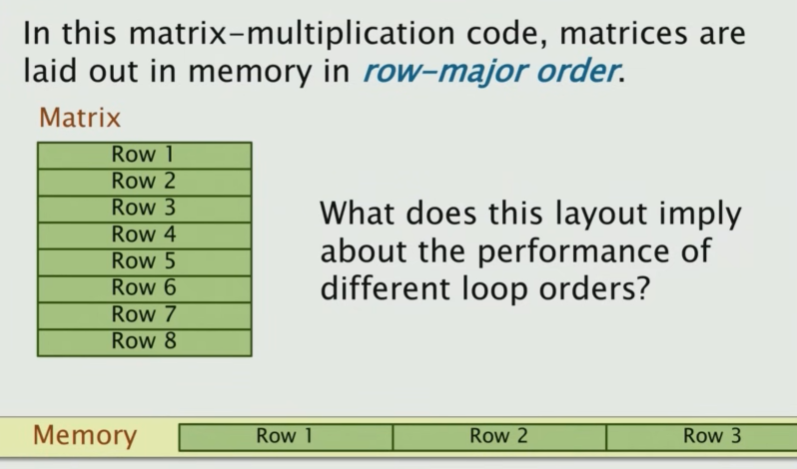 In this matrix-multiplication code, matrices are
laid out in memory in row-major order.
Matrix
Row 1
Row 2
Row 3
Row 4
Row 5
Row 6
Row 7
Row 8
What does this layout imply
about the performance of
different loop orders?
Memory
Row 1
Row 2
Row 3